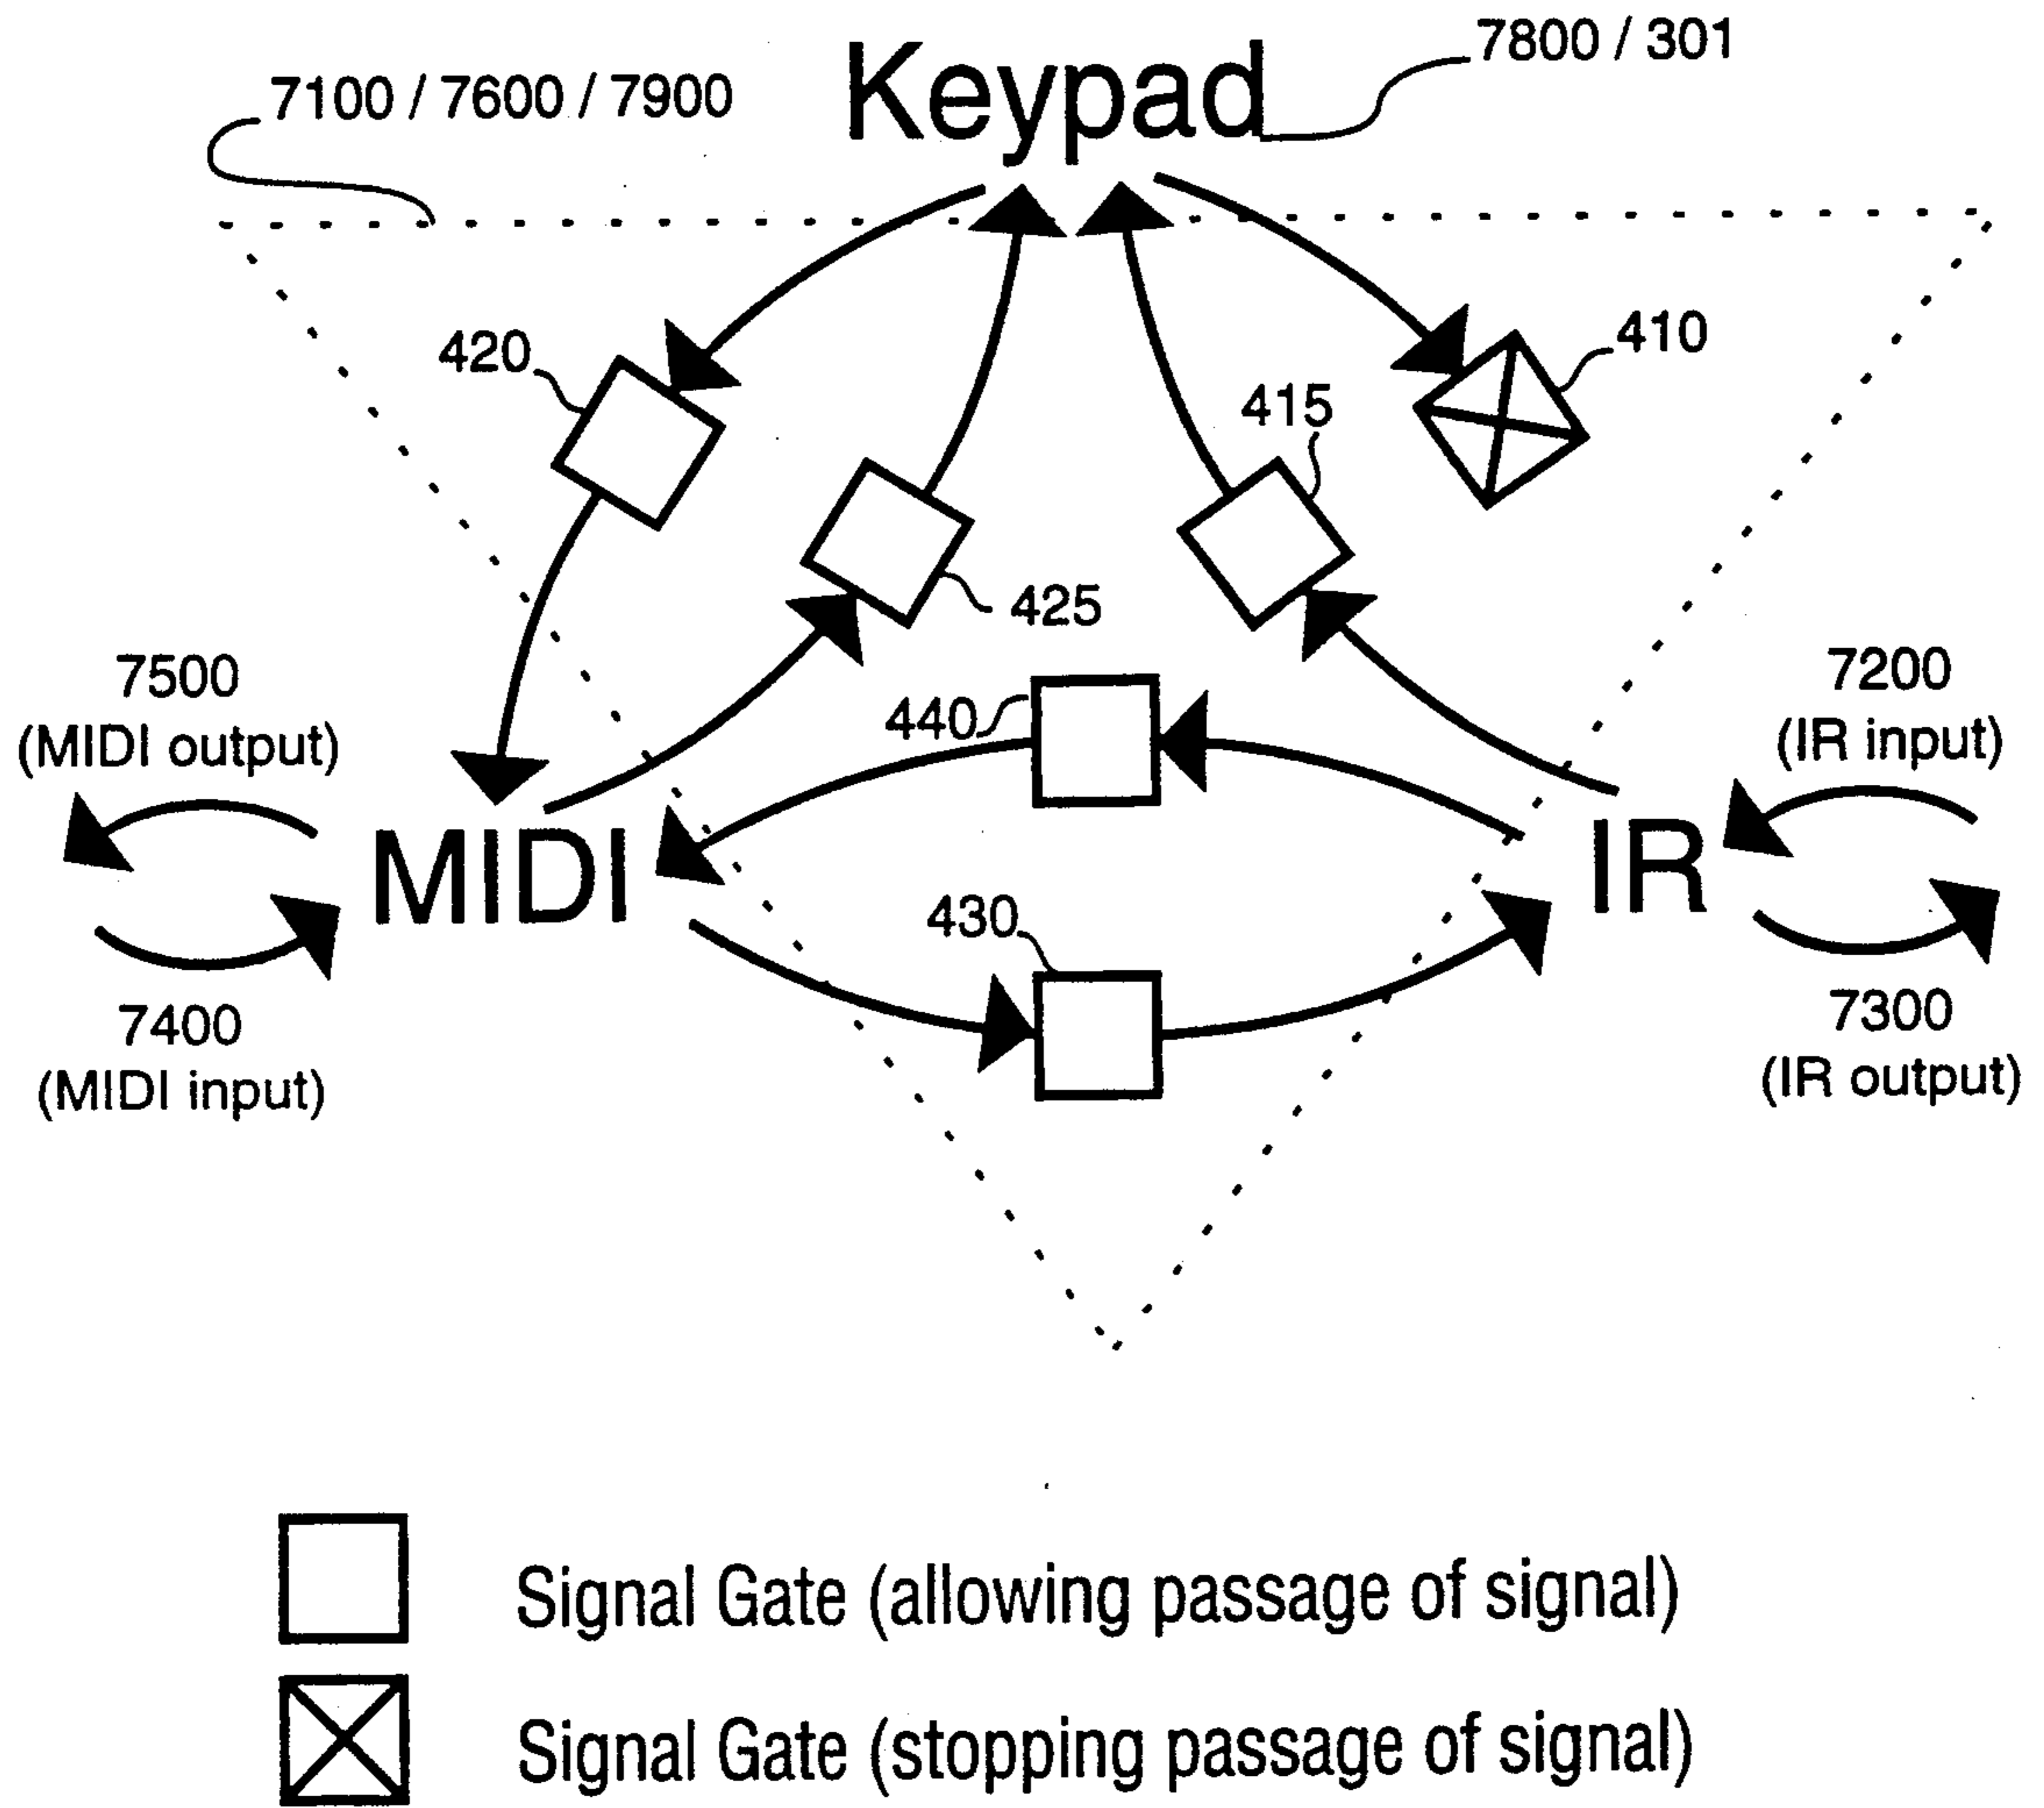 7800 / 301
7100 / 7600 / 7900
Keypad
420
410
415
425
7500
(MIDI output)
440
7200
(IR input)
MIDI
IR
430
7400
(MIDI input)
7300
(IR output)
Signal Gate (allowing passage of signal)
Signal Gate (stopping passage of signal)